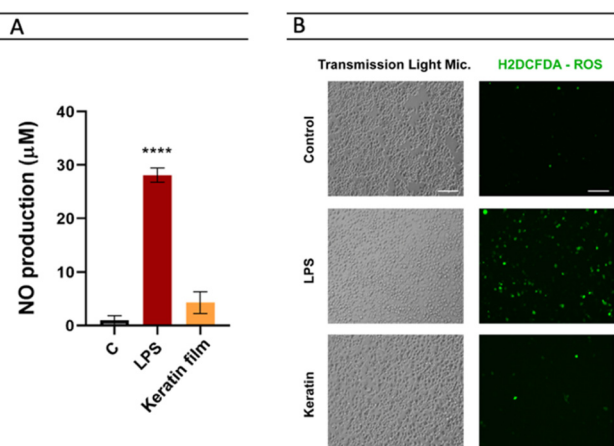 A
NO production (μM)
40
30
20
10
0
****
C
LPS
Keratin film
B
Transmission Light Mic.
H2DCFDA - ROS
Control
LPS
Keratin